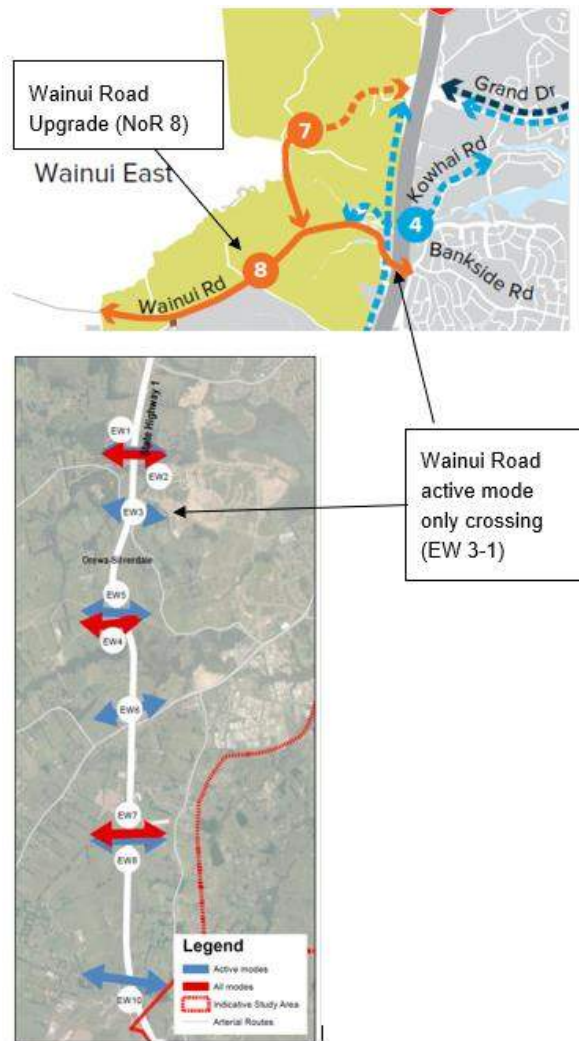 Wainui Road
Upgrade (NoR 8)
Wainui East
7
Grand Dr
Kowhai Rd
4
Bankside Rd
8
Wainui Rd
State Highway 1
EW1
EW2
EW3
Wainui Road
active mode
only crossing
(EW 3-1)
Orewa-Silverdale
EW5
EW4
EW6
EW7
EW8
EW10
Legend
Active modes
All modes
Indicative Study Area
Arterial Routes